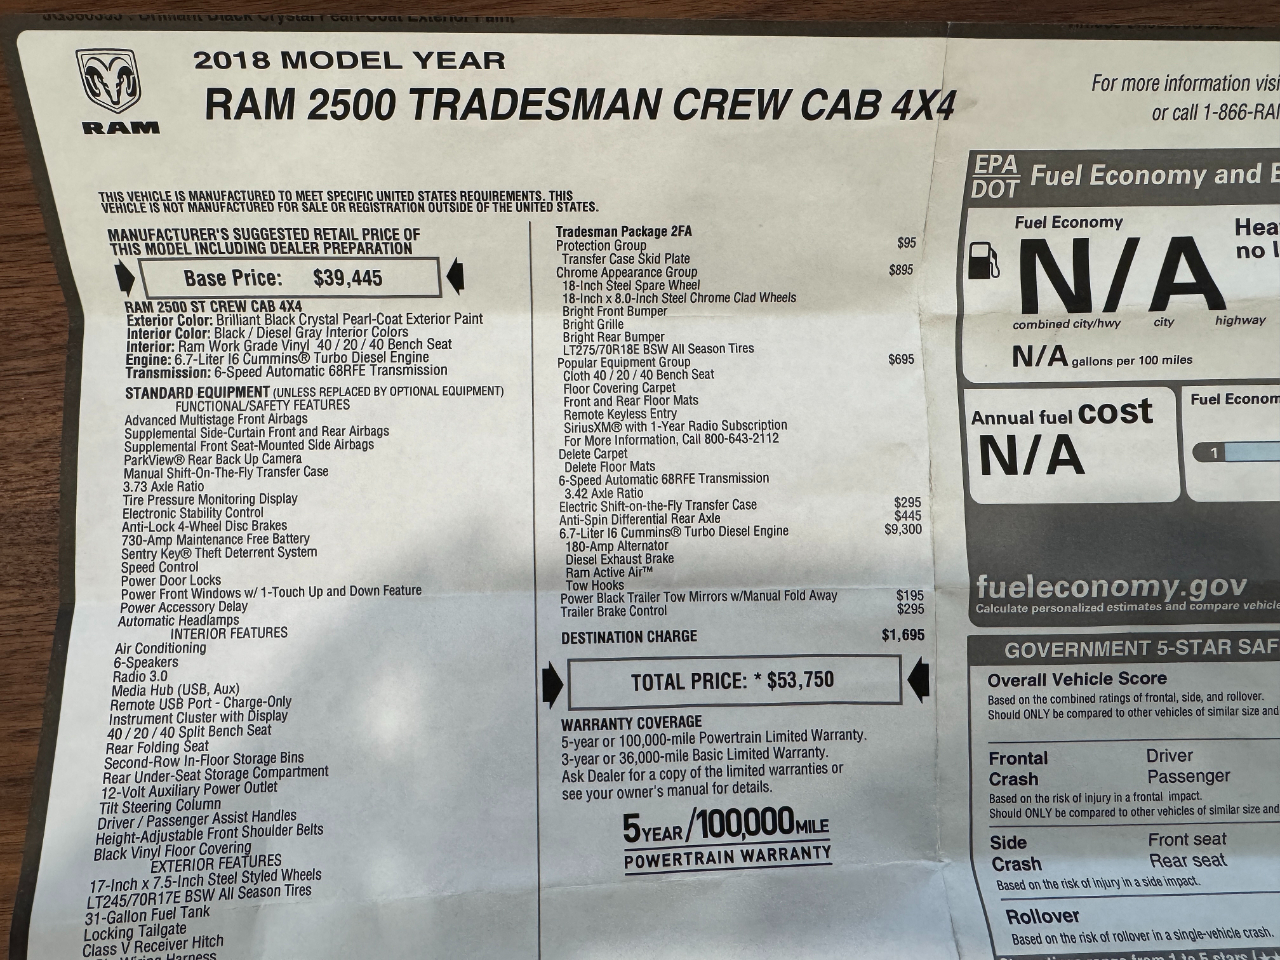 RAM
2018 MODEL YEAR
RAM 2500 TRADESMAN CREW CAB 4X4
THIS VEHICLE IS MANUFACTURED TO MEET SPECIFIC UNITED STATES REQUIREMENTS. THIS
VEHICLE IS NOT MANUFACTURED FOR SALE OR REGISTRATION OUTSIDE OF THE UNITED STATES.
MANUFACTURER'S SUGGESTED RETAIL PRICE OF
THIS MODEL INCLUDING DEALER PREPARATION
Base Price: $39,445
RAM 2500 ST CREW CAB 4X4
Exterior Color: Brilliant Black Crystal Pearl-Coat Exterior Paint
Interior Color: Black / Diesel Gray Interior Colors
Interior: Ram Work Grade Vinyl 40 / 20 / 40 Bench Seat
Engine: 6.7-Liter I6 Cummins® Turbo Diesel Engine
Transmission: 6-Speed Automatic 68RFE Transmission
STANDARD EQUIPMENT (UNLESS REPLACED BY OPTIONAL EQUIPMENT)
FUNCTIONAL/SAFETY FEATURES
Advanced Multistage Front Airbags
Supplemental Side-Curtain Front and Rear Airbags
Supplemental Front Seat-Mounted Side Airbags
ParkView® Rear Back Up Camera
Manual Shift-On-The-Fly Transfer Case
3.73 Axle Ratio
Tire Pressure Monitoring Display
Electronic Stability Control
Anti-Lock 4-Wheel Disc Brakes
730-Amp Maintenance Free Battery
Sentry Key® Theft Deterrent System
Speed Control
Power Door Locks
Power Front Windows w/ 1-Touch Up and Down Feature
Power Accessory Delay
Automatic Headlamps
INTERIOR FEATURES
Air Conditioning
6-Speakers
Radio 3.0
Media Hub (USB, Aux)
Remote USB Port - Charge-Only
Instrument Cluster with Display
40 / 20 / 40 Split Bench Seat
Rear Folding Seat
Second-Row In-Floor Storage Bins
Rear Under-Seat Storage Compartment
12-Volt Auxiliary Power Outlet
Tilt Steering Column
Driver / Passenger Assist Handles
Height-Adjustable Front Shoulder Belts
Black Vinyl Floor Covering
EXTERIOR FEATURES
17-Inch x 7.5-Inch Steel Styled Wheels
LT245/70R17E BSW All Season Tires
31-Gallon Fuel Tank
Locking Tailgate
Class V Receiver Hitch
Wiring Harness
Tradesman Package 2FA
Protection Group $95
Transfer Case Skid Plate
Chrome Appearance Group $895
18-Inch Steel Spare Wheel
18-Inch x 8.0-Inch Steel Chrome Clad Wheels
Bright Front Bumper
Bright Grille
Bright Rear Bumper
LT275/70R18E BSW All Season Tires
Popular Equipment Group $695
Cloth 40 / 20 / 40 Bench Seat
Floor Covering Carpet
Front and Rear Floor Mats
Remote Keyless Entry
SiriusXM® with 1-Year Radio Subscription
For More Information, Call 800-643-2112
Delete Carpet
Delete Floor Mats
6-Speed Automatic 68RFE Transmission
3.42 Axle Ratio
Electric Shift-on-the-Fly Transfer Case $295
Anti-Spin Differential Rear Axle $445
6.7-Liter I6 Cummins® Turbo Diesel Engine $9,300
180-Amp Alternator
Diesel Exhaust Brake
Ram Active Air™
Tow Hooks
Power Black Trailer Tow Mirrors w/Manual Fold Away $195
Trailer Brake Control $295
DESTINATION CHARGE $1,695
TOTAL PRICE: * $53,750
WARRANTY COVERAGE
5-year or 100,000-mile Powertrain Limited Warranty.
3-year or 36,000-mile Basic Limited Warranty.
Ask Dealer for a copy of the limited warranties or
see your owner's manual for details.
5YEAR/100,000MILE
POWERTRAIN WARRANTY
For more information visi
or call 1-866-RAM
EPA
DOT Fuel Economy and E
Fuel Economy
N/A
Hea
no l
combined city/hwy city highway
N/A gallons per 100 miles
Annual fuel cost
N/A
Fuel Econom
1
fueleconomy.gov
Calculate personalized estimates and compare vehicle
GOVERNMENT 5-STAR SAF
Overall Vehicle Score
Based on the combined ratings of frontal, side, and rollover.
Should ONLY be compared to other vehicles of similar size and
Frontal Driver
Crash Passenger
Based on the risk of injury in a frontal impact.
Should ONLY be compared to other vehicles of similar size and
Side Front seat
Crash Rear seat
Based on the risk of injury in a side impact.
Rollover
Based on the risk of rollover in a single-vehicle crash.